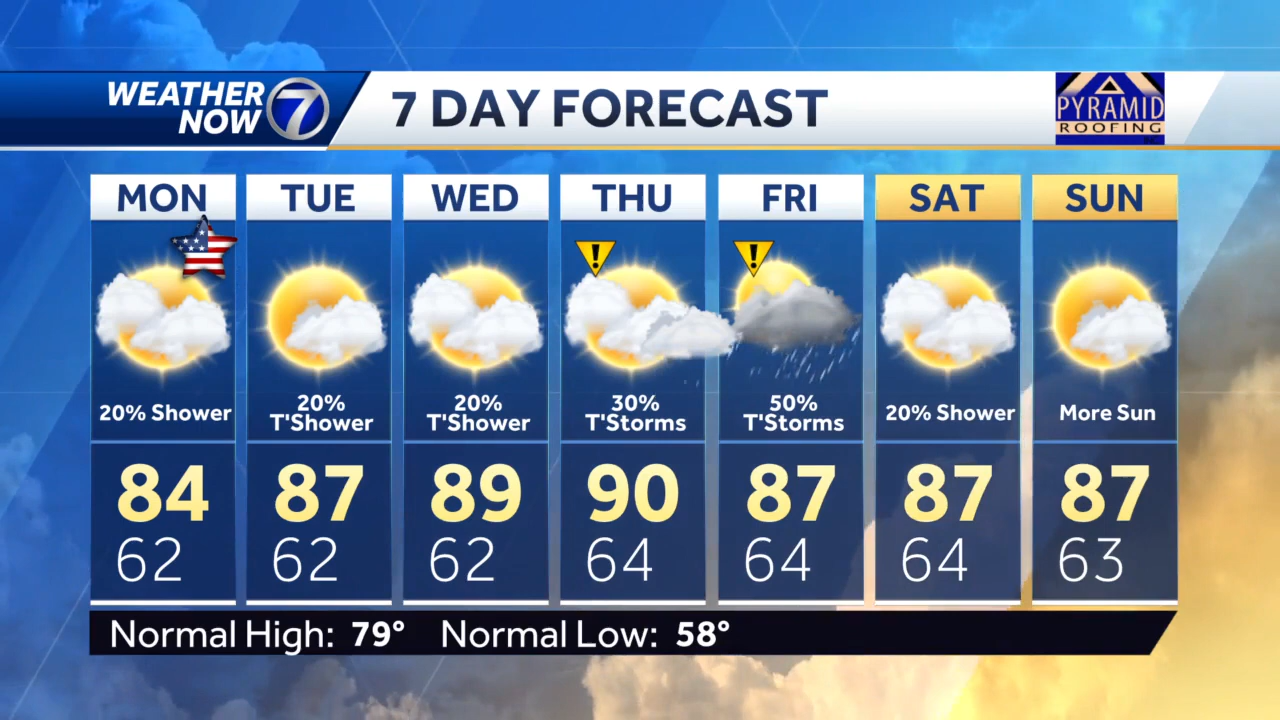 WEATHER
NOW
7
7 DAY FORECAST
PYRAMID
ROOFING
MON
TUE
WED
THU
FRI
SAT
SUN
!
!
20% Shower
20%
T'Shower
20%
T'Shower
30%
T'Storms
50%
T'Storms
20% Shower
More Sun
84
87
89
90
87
87
87
62
62
62
64
64
64
63
Normal High: 79° Normal Low: 58°